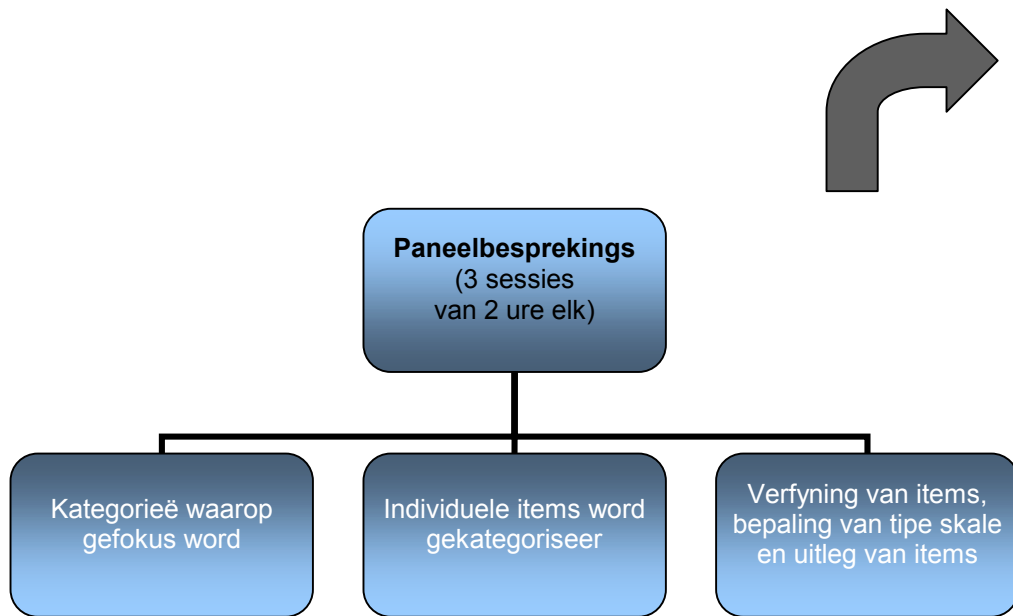 Paneelbesprekings
(3 sessies
van 2 ure elk)
Kategorieë waarop
gefokus word
Individuele items word
gekategoriseer
Verfyning van items,
bepaling van tipe skale
en uitleg van items